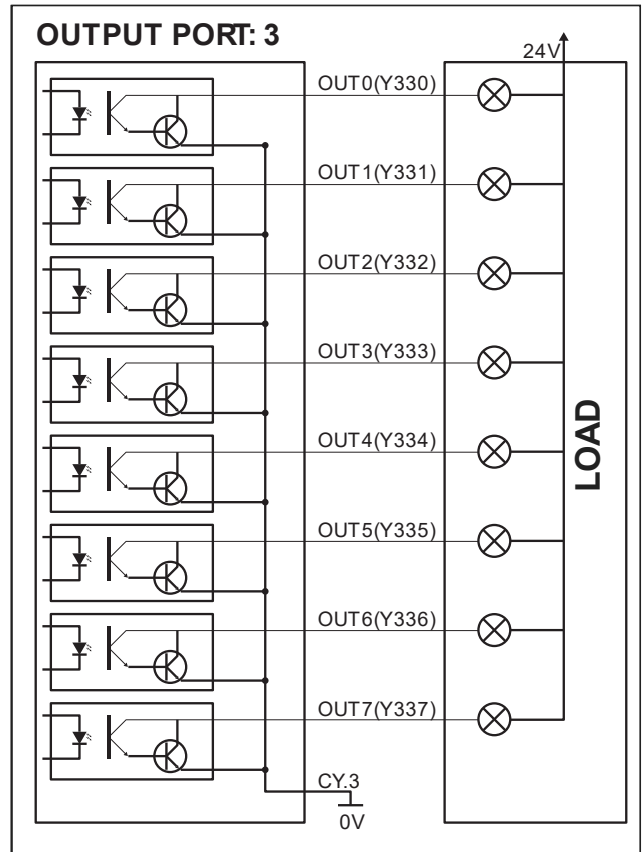 OUTPUT PORT: 3
24V
OUT0(Y330)
OUT1(Y331)
OUT2(Y332)
OUT3(Y333)
OUT4(Y334)
OUT5(Y335)
OUT6(Y336)
OUT7(Y337)
LOAD
CY.3
0V